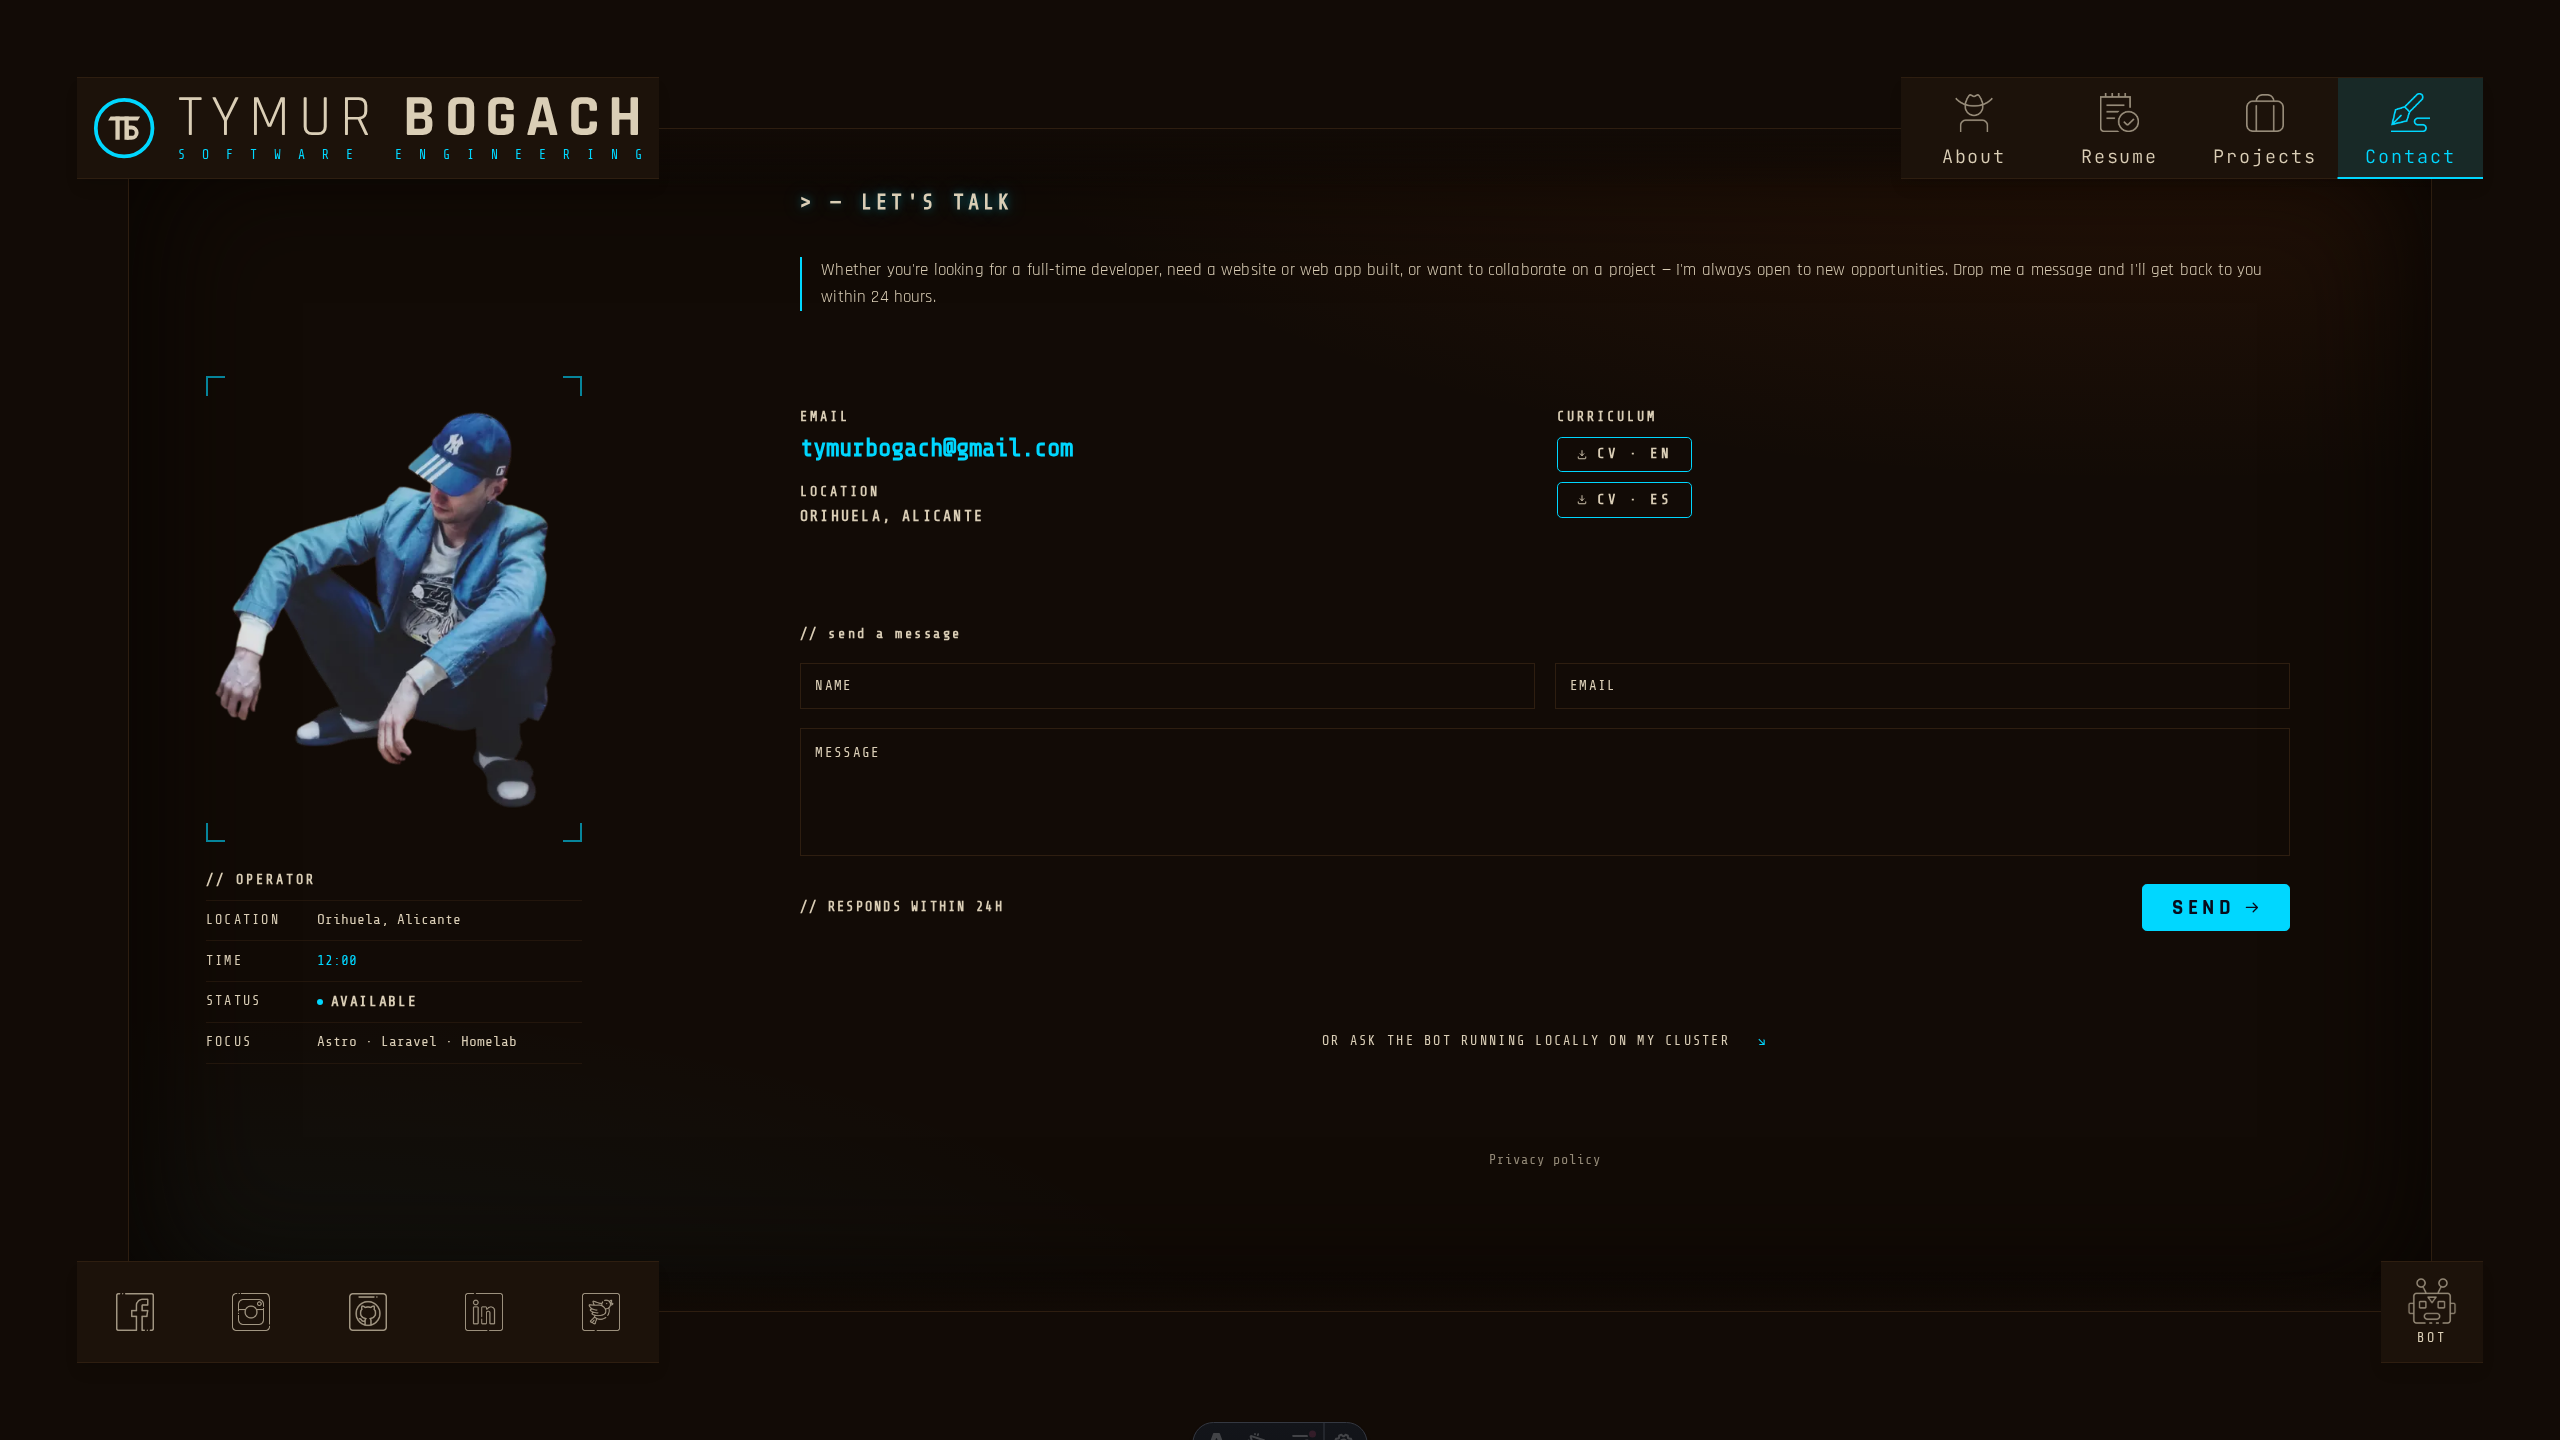 TYMUR BOGACH
SOFTWARE ENGINEERING
About
Resume
Projects
Contact
> — LET'S TALK
Whether you're looking for a full-time developer, need a website or web app built, or want to collaborate on a project — I'm always open to new opportunities. Drop me a message and I'll get back to you
within 24 hours.
EMAIL
tymurbogach@gmail.com
LOCATION
ORIHUELA, ALICANTE
CURRICULUM
CV · EN
CV · ES
// send a message
NAME
EMAIL
MESSAGE
// RESPONDS WITHIN 24H
SEND →
// OPERATOR
LOCATION Orihuela, Alicante
TIME 12:00
STATUS AVAILABLE
FOCUS Astro · Laravel · Homelab
OR ASK THE BOT RUNNING LOCALLY ON MY CLUSTER ↘
Privacy policy
BOT